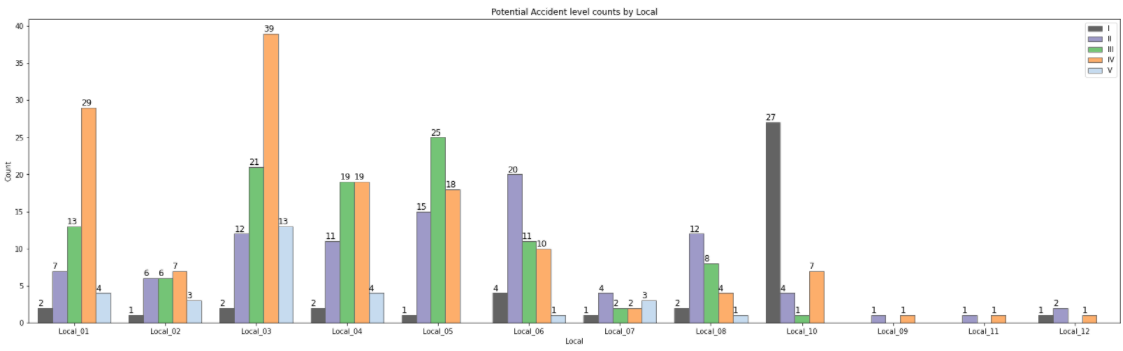 Potential Accident level counts by Local
I
II
III
IV
V
Count
40
35
30
25
20
15
10
5
0
2 7 13 29 4
1 6 6 7 3
2 12 21 39 13
2 11 19 19 4
1 15 25 18
4 20 11 10 1
1 4 2 2 3
2 12 8 4 1
27 4 1 7
1 1
1 1
1 2 1
Local_01 Local_02 Local_03 Local_04 Local_05 Local_06 Local_07 Local_08 Local_10 Local_09 Local_11 Local_12
Local